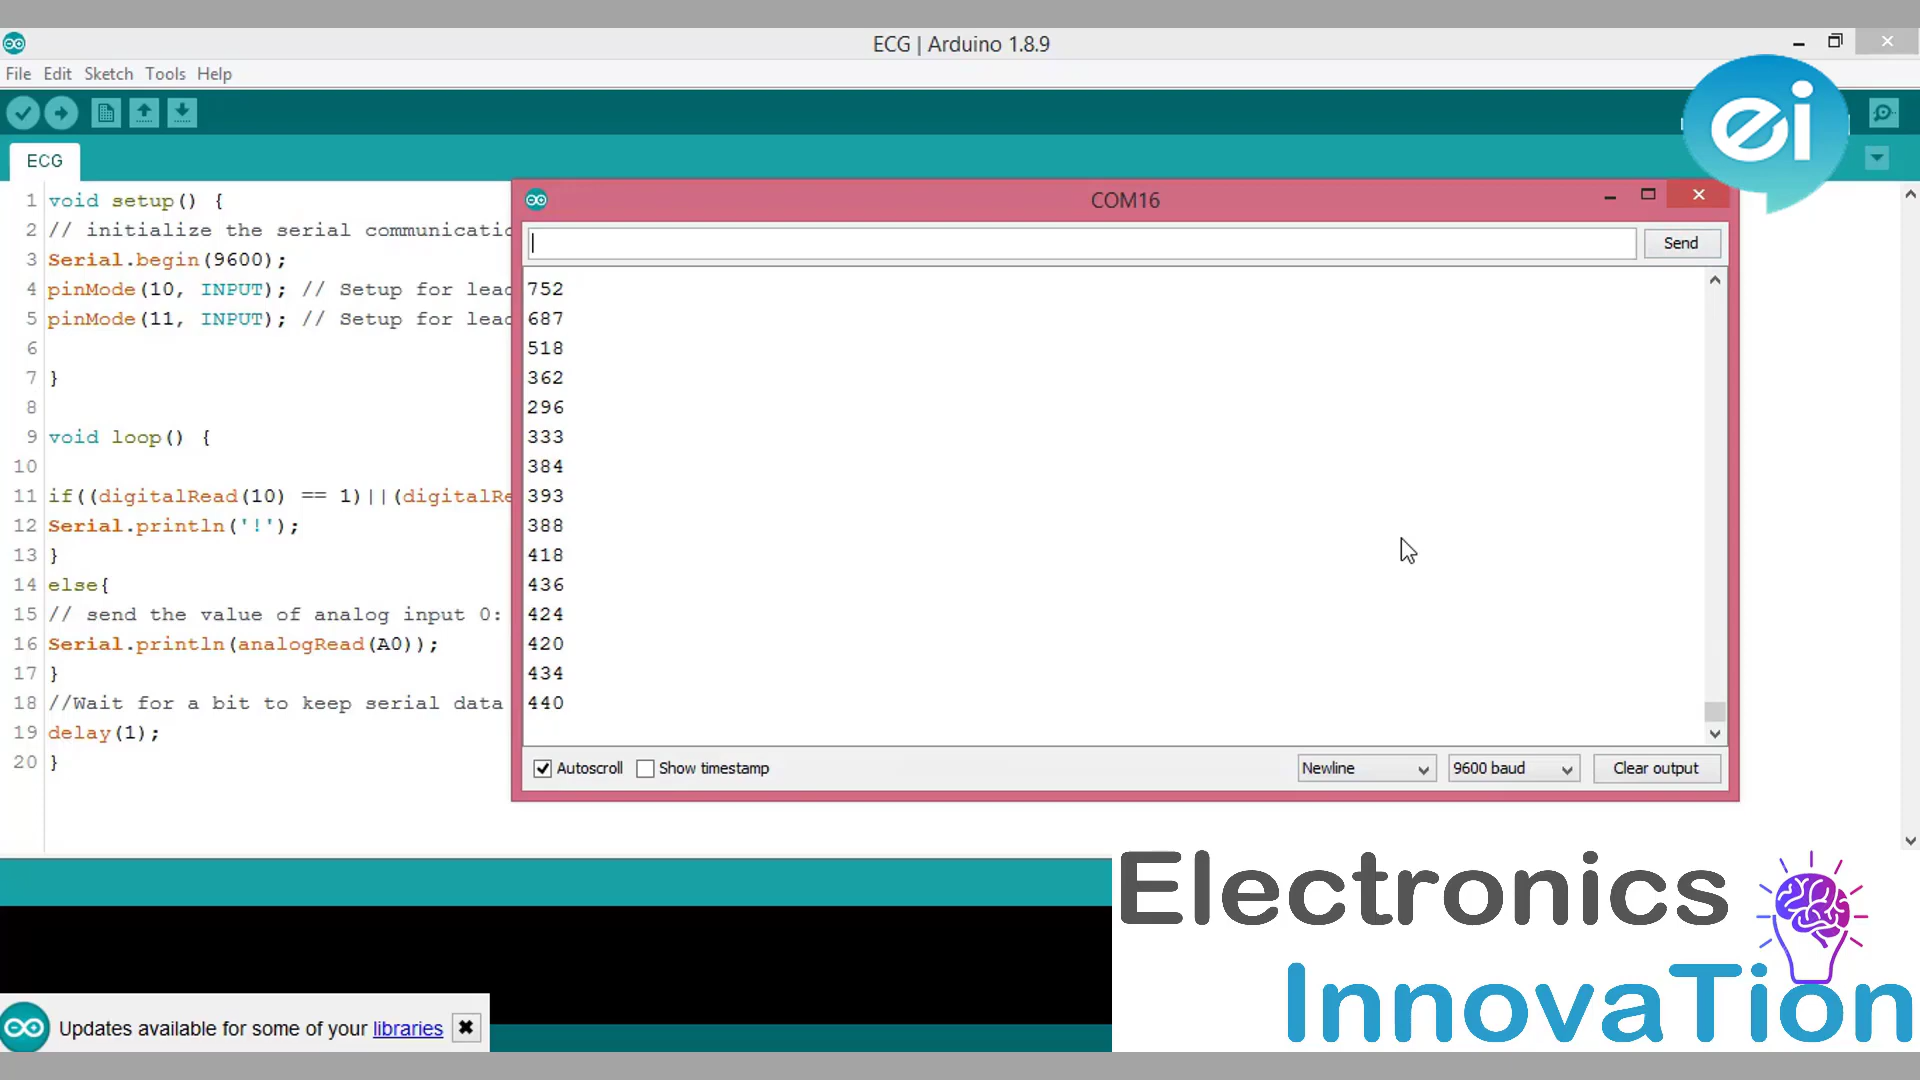 ECG | Arduino 1.8.9
File Edit Sketch Tools Help
ei
ECG
1 void setup() {
2 // initialize the serial communicatio
3 Serial.begin(9600);
4 pinMode(10, INPUT); // Setup for lead
5 pinMode(11, INPUT); // Setup for lead
6
7 }
8
9 void loop() {
10
11 if((digitalRead(10) == 1)||(digitalRe
12 Serial.println('!');
13 }
14 else{
15 // send the value of analog input 0:
16 Serial.println(analogRead(A0));
17 }
18 //Wait for a bit to keep serial data
19 delay(1);
20 }
COM16
Send
752
687
518
362
296
333
384
393
388
418
436
424
420
434
440
Autoscroll Show timestamp Newline 9600 baud Clear output
Electronics
InnovaTion
Updates available for some of your libraries